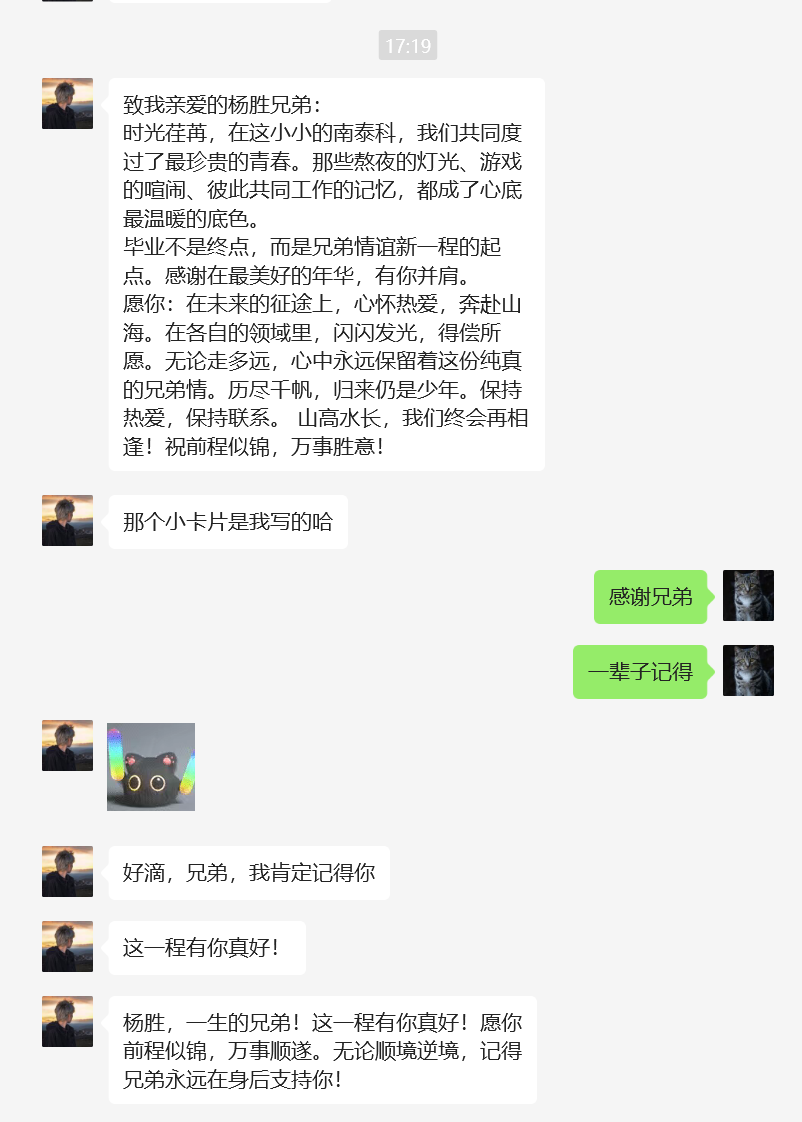 17:19
致我亲爱的杨胜兄弟：
时光荏苒，在这小小的南泰科，我们共同度
过了最珍贵的青春。那些熬夜的灯光、游戏
的喧闹、彼此共同工作的记忆，都成了心底
最温暖的底色。
毕业不是终点，而是兄弟情谊新一程的起
点。感谢在最美好的年华，有你并肩。
愿你：在未来的征途上，心怀热爱，奔赴山
海。在各自的领域里，闪闪发光，得偿所
愿。无论走多远，心中永远保留着这份纯真
的兄弟情。历尽千帆，归来仍是少年。保持
热爱，保持联系。 山高水长，我们终会再相
逢！祝前程似锦，万事胜意！
那个小卡片是我写的哈
感谢兄弟
一辈子记得
好滴，兄弟，我肯定记得你
这一程有你真好！
杨胜，一生的兄弟！这一程有你真好！愿你
前程似锦，万事顺遂。无论顺境逆境，记得
兄弟永远在身后支持你！